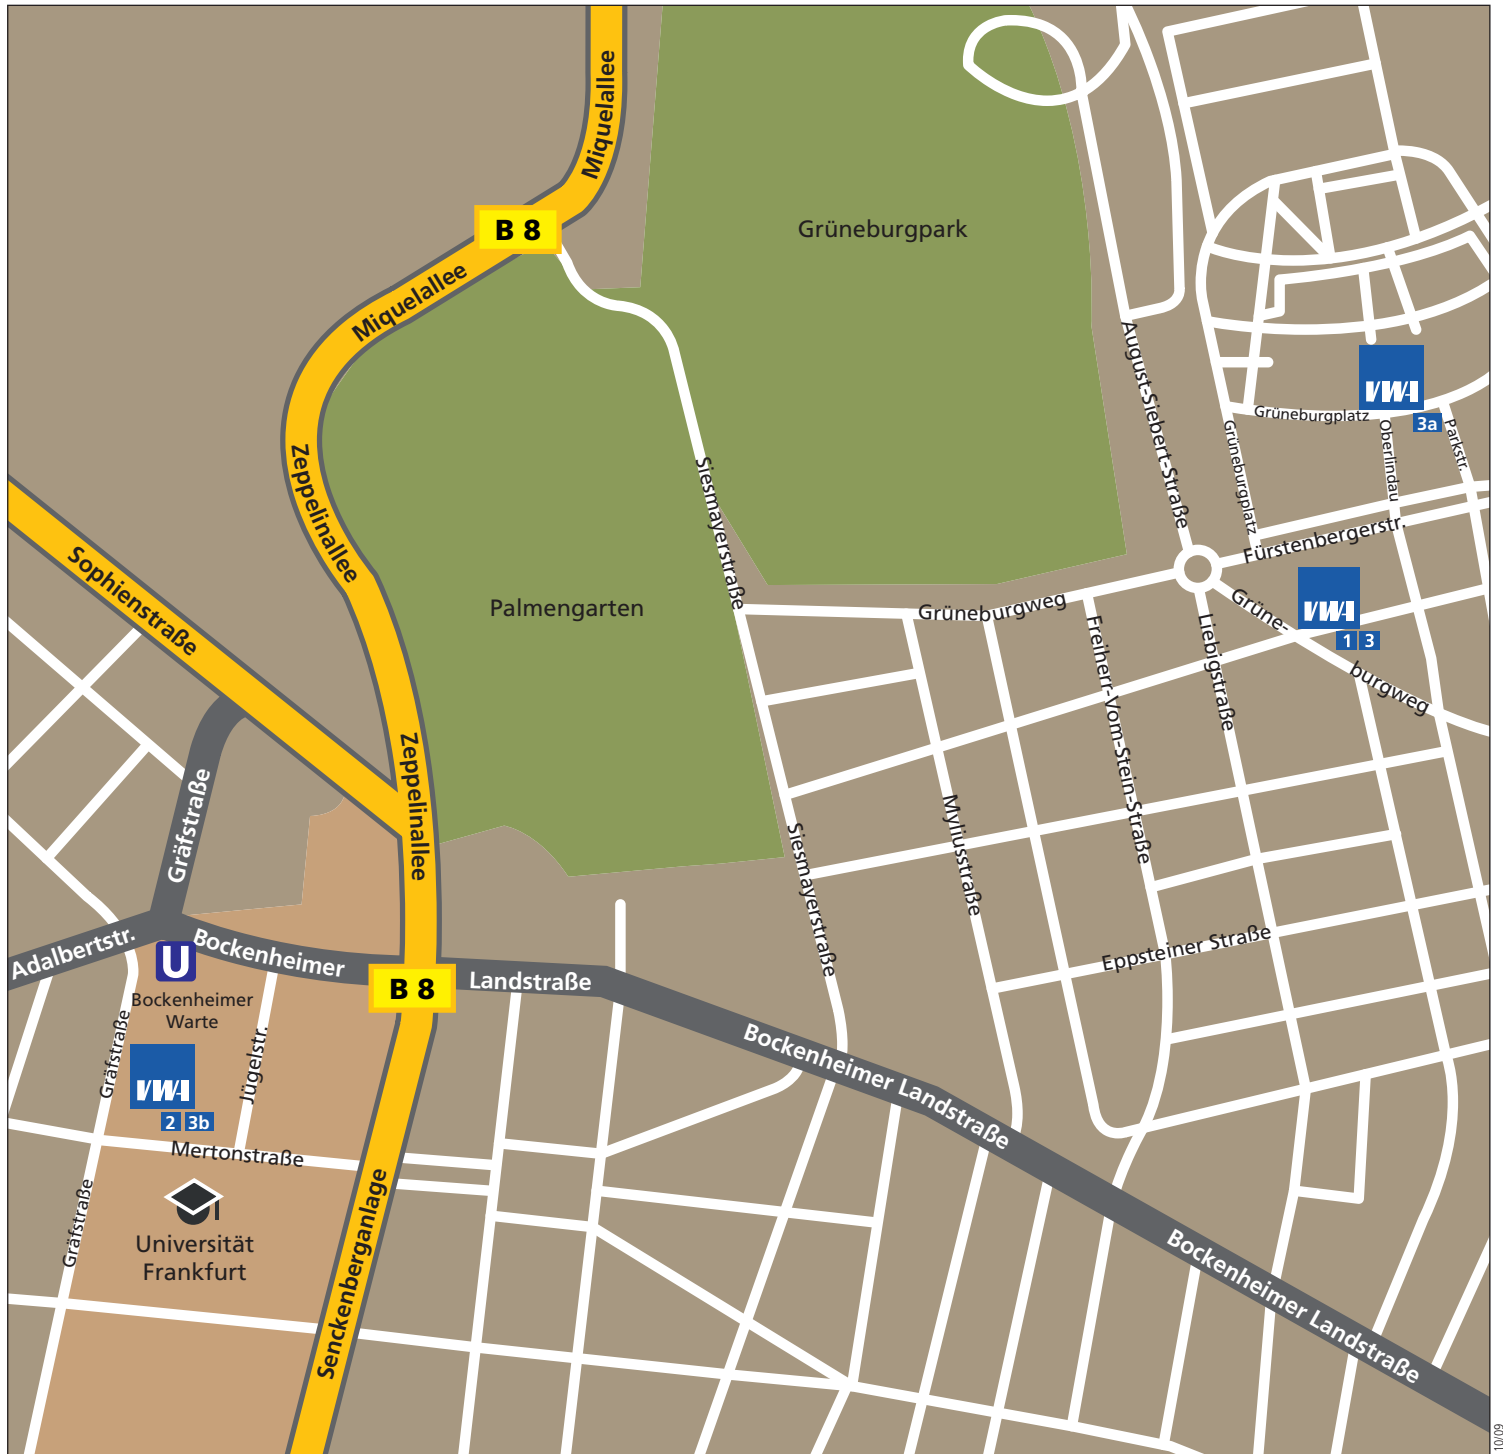 Miquelallee
B 8
Grüneburgpark
Miquelallee
August-Siebert-Straße
VWA
3a
Grüneburgplatz
Grüneburgplatz
Oberlindau
Parkstr.
Zeppelinallee
Siesmayerstraße
Sophienstraße
Fürstenbergerstr.
Palmengarten
Grüneburgweg
Grüne-
burgweg
VWA
1 3
Freiherr-Vom-Stein-Straße
Liebigstraße
Zeppelinallee
Gräfstraße
Myliusstraße
Siesmayerstraße
Eppsteiner Straße
Adalbertstr.
Bockenheimer
Landstraße
U
B 8
Bockenheimer
Warte
Gräfstraße
Jügelstr.
Bockenheimer Landstraße
VWA
2 3b
Mertonstraße
Gräfstraße
Universität
Frankfurt
Senckenberganlage
Bockenheimer Landstraße
10/09